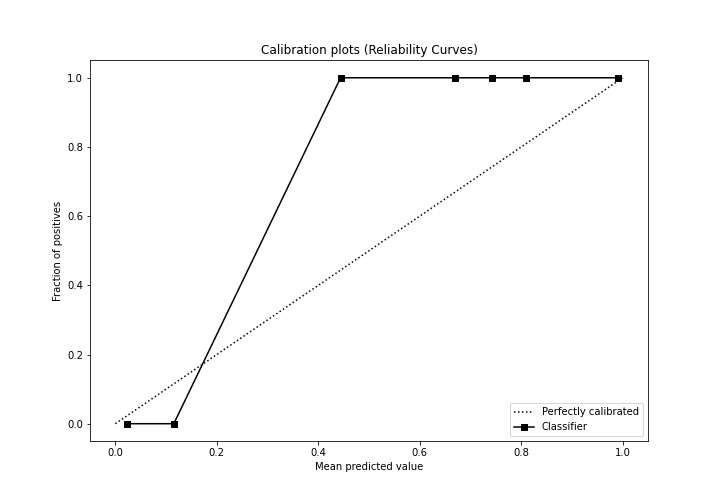 Calibration plots (Reliability Curves)
Fraction of positives
1.0
0.8
0.6
0.4
0.2
0.0
0.0 0.2 0.4 0.6 0.8 1.0
Mean predicted value
Perfectly calibrated
Classifier